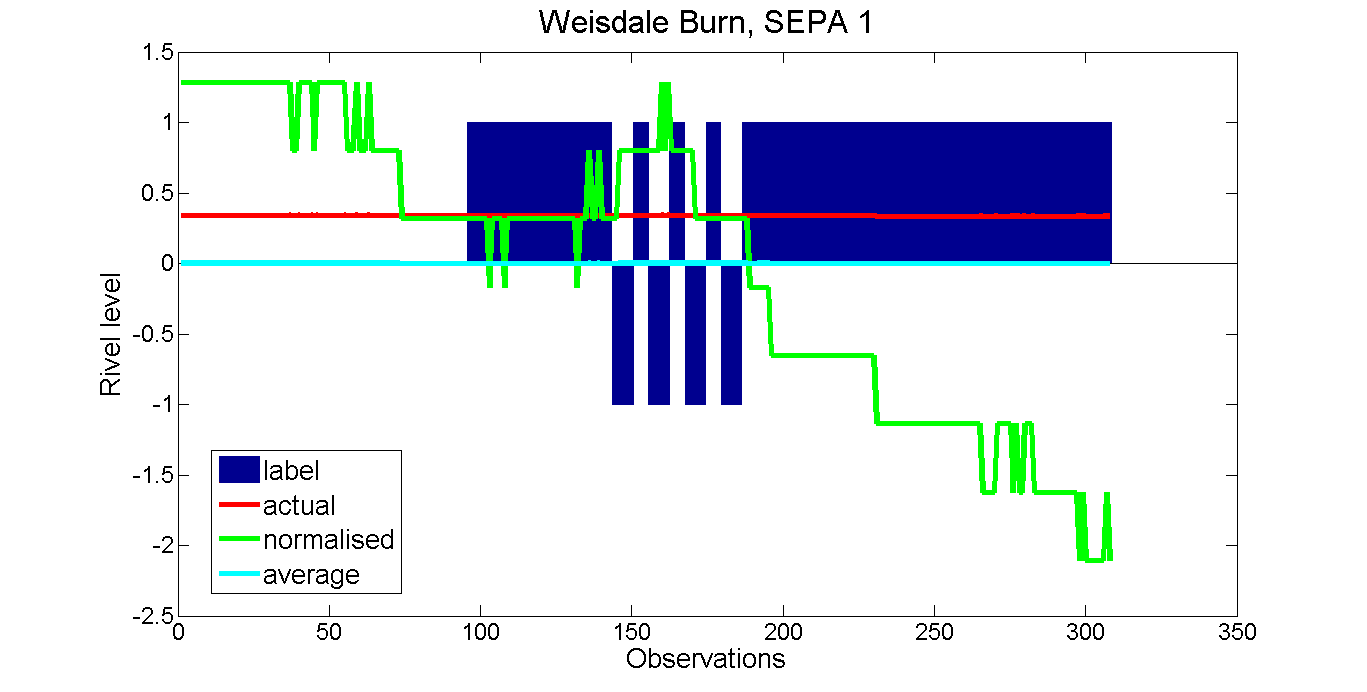 Weisdale Burn, SEPA 1
1.5
1
0.5
0
-0.5
-1
-1.5
-2
-2.5
Rivel level
label
actual
normalised
average
0 50 100 150 200 250 300 350
Observations